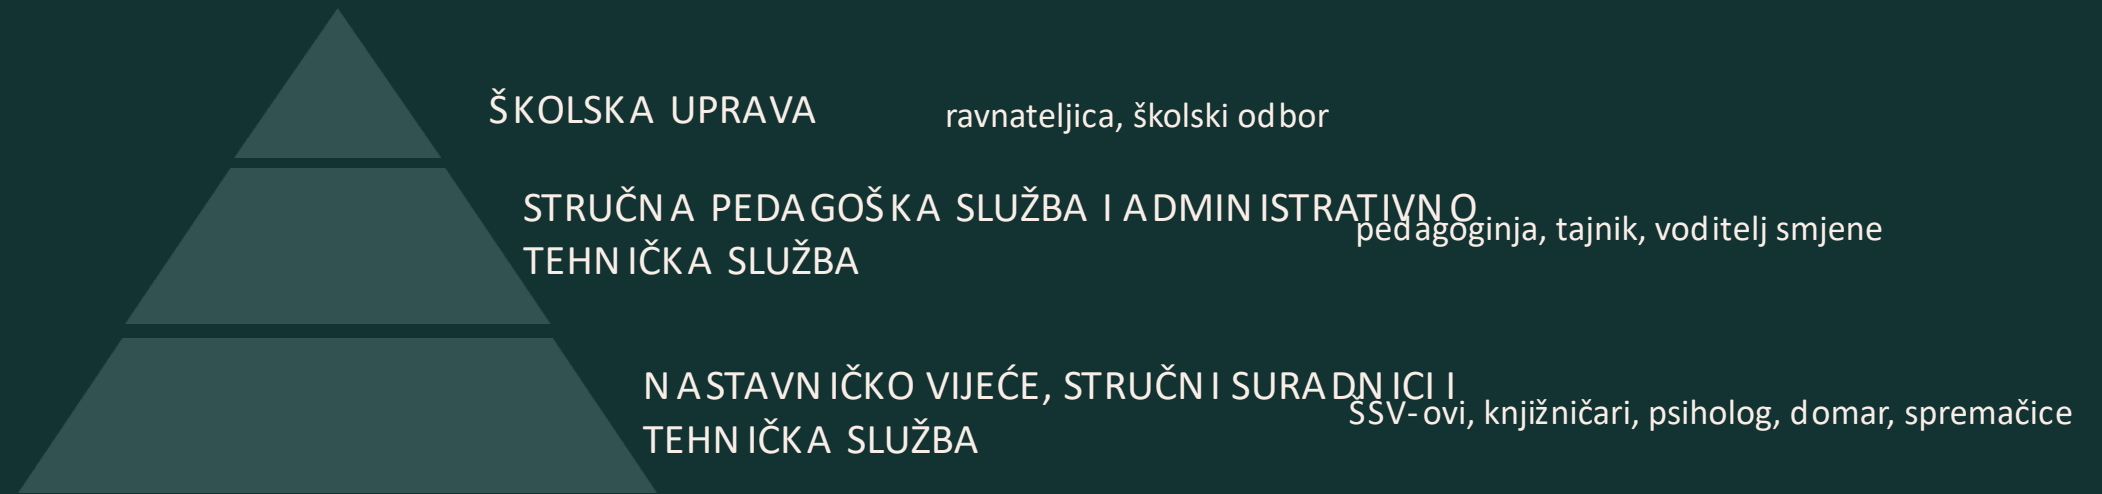 ŠKOLSKA UPRAVA
ravnateljica, školski odbor
STRUČNA PEDAGOŠKA SLUŽBA I ADMINISTRATIVNO
TEHNIČKA SLUŽBA
pedagoginja, tajnik, voditelj smjene
NASTAVNIČKO VIJEĆE, STRUČNI SURADNICI I
TEHNIČKA SLUŽBA
ŠSV-ovi, knjižničari, psiholog, domar, spremačice